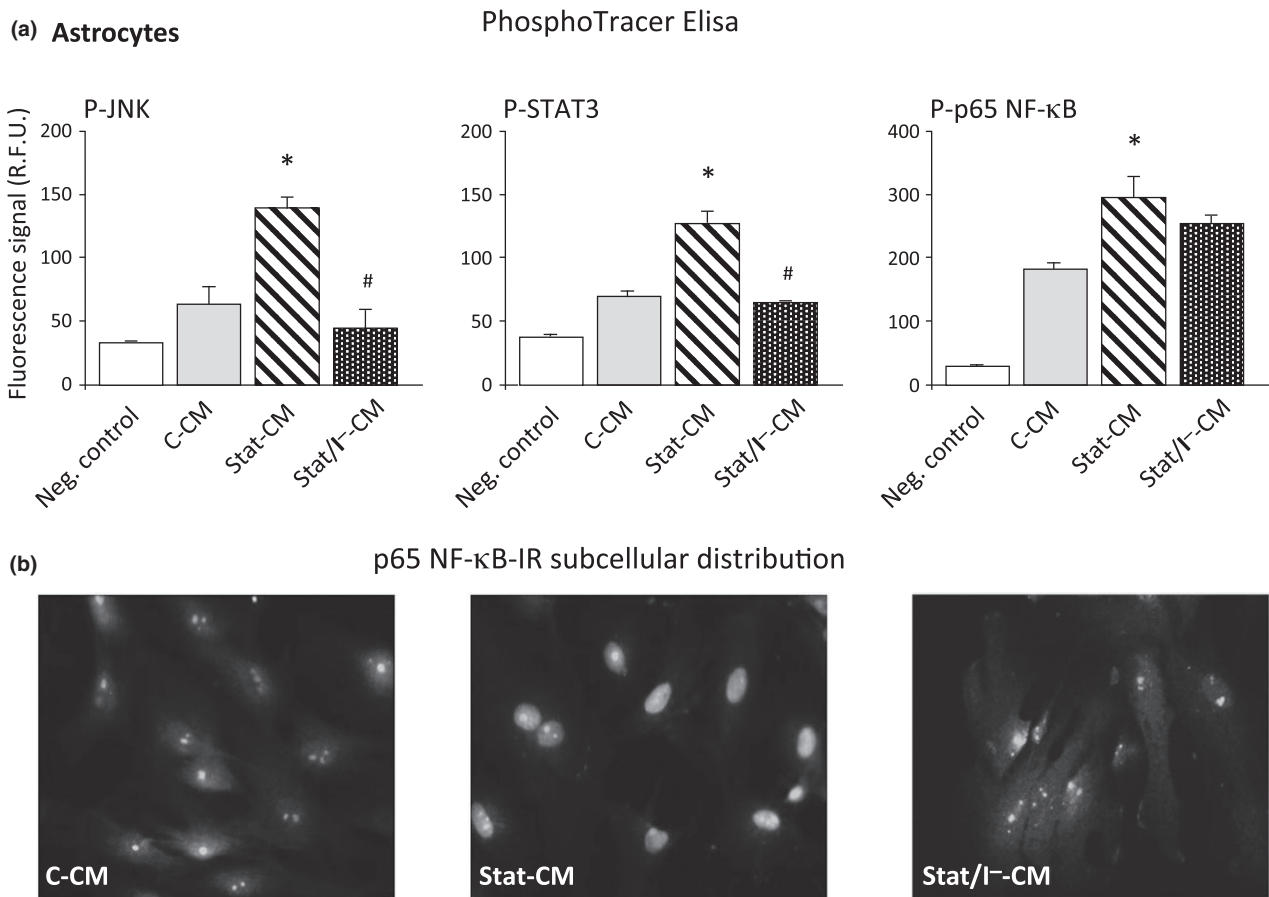 (a) Astrocytes
PhosphoTracer Elisa
Fluorescence signal (R.F.U.)
P-JNK
200
150
100
50
0
*
#
Neg. control
C-CM
Stat-CM
Stat/I–-CM
P-STAT3
200
150
100
50
0
*
#
Neg. control
C-CM
Stat-CM
Stat/I–-CM
P-p65 NF-κB
400
300
200
100
0
*
Neg. control
C-CM
Stat-CM
Stat/I–-CM
(b)
p65 NF-κB-IR subcellular distribution
C-CM
Stat-CM
Stat/I–-CM